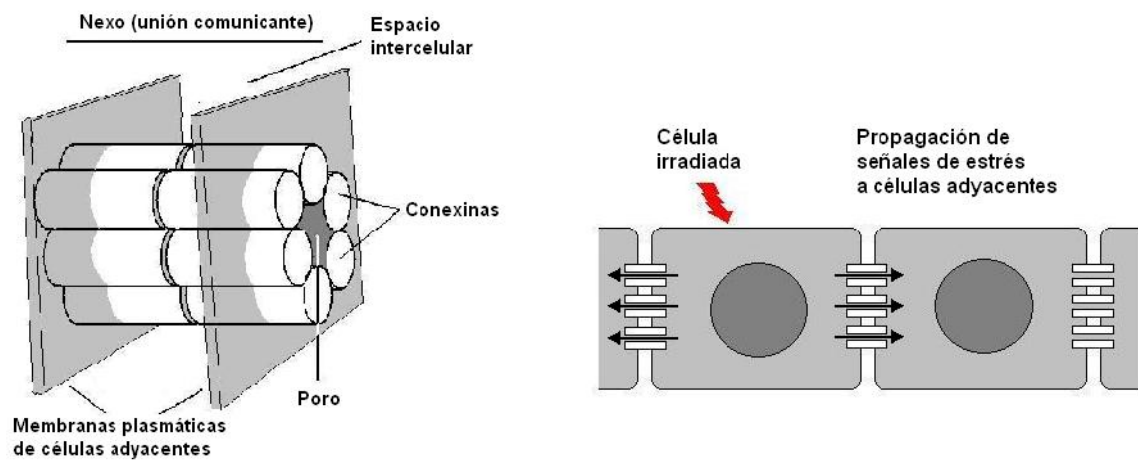 Nexo (unión comunicante)
Espacio
intercelular
Conexinas
Poro
Membranas plasmáticas
de células adyacentes
Célula
irradiada
Propagación de
señales de estrés
a células adyacentes